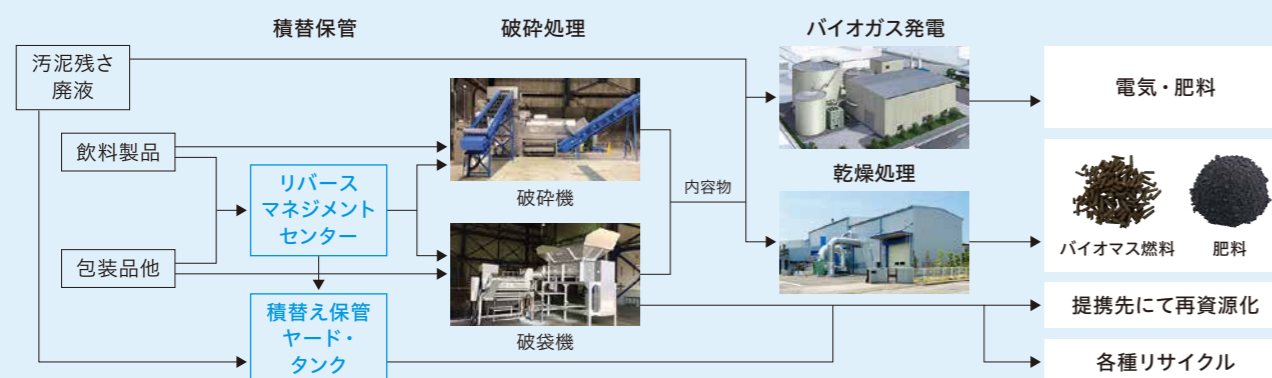 積替保管
破砕処理
バイオガス発電
汚泥残さ
廃液
電気・肥料
飲料製品
乾燥処理
リバース
マネジメント
センター
破砕機
内容物
バイオマス燃料
肥料
包装品他
積替え保管
ヤード・
タンク
破袋機
提携先にて再資源化
各種リサイクル